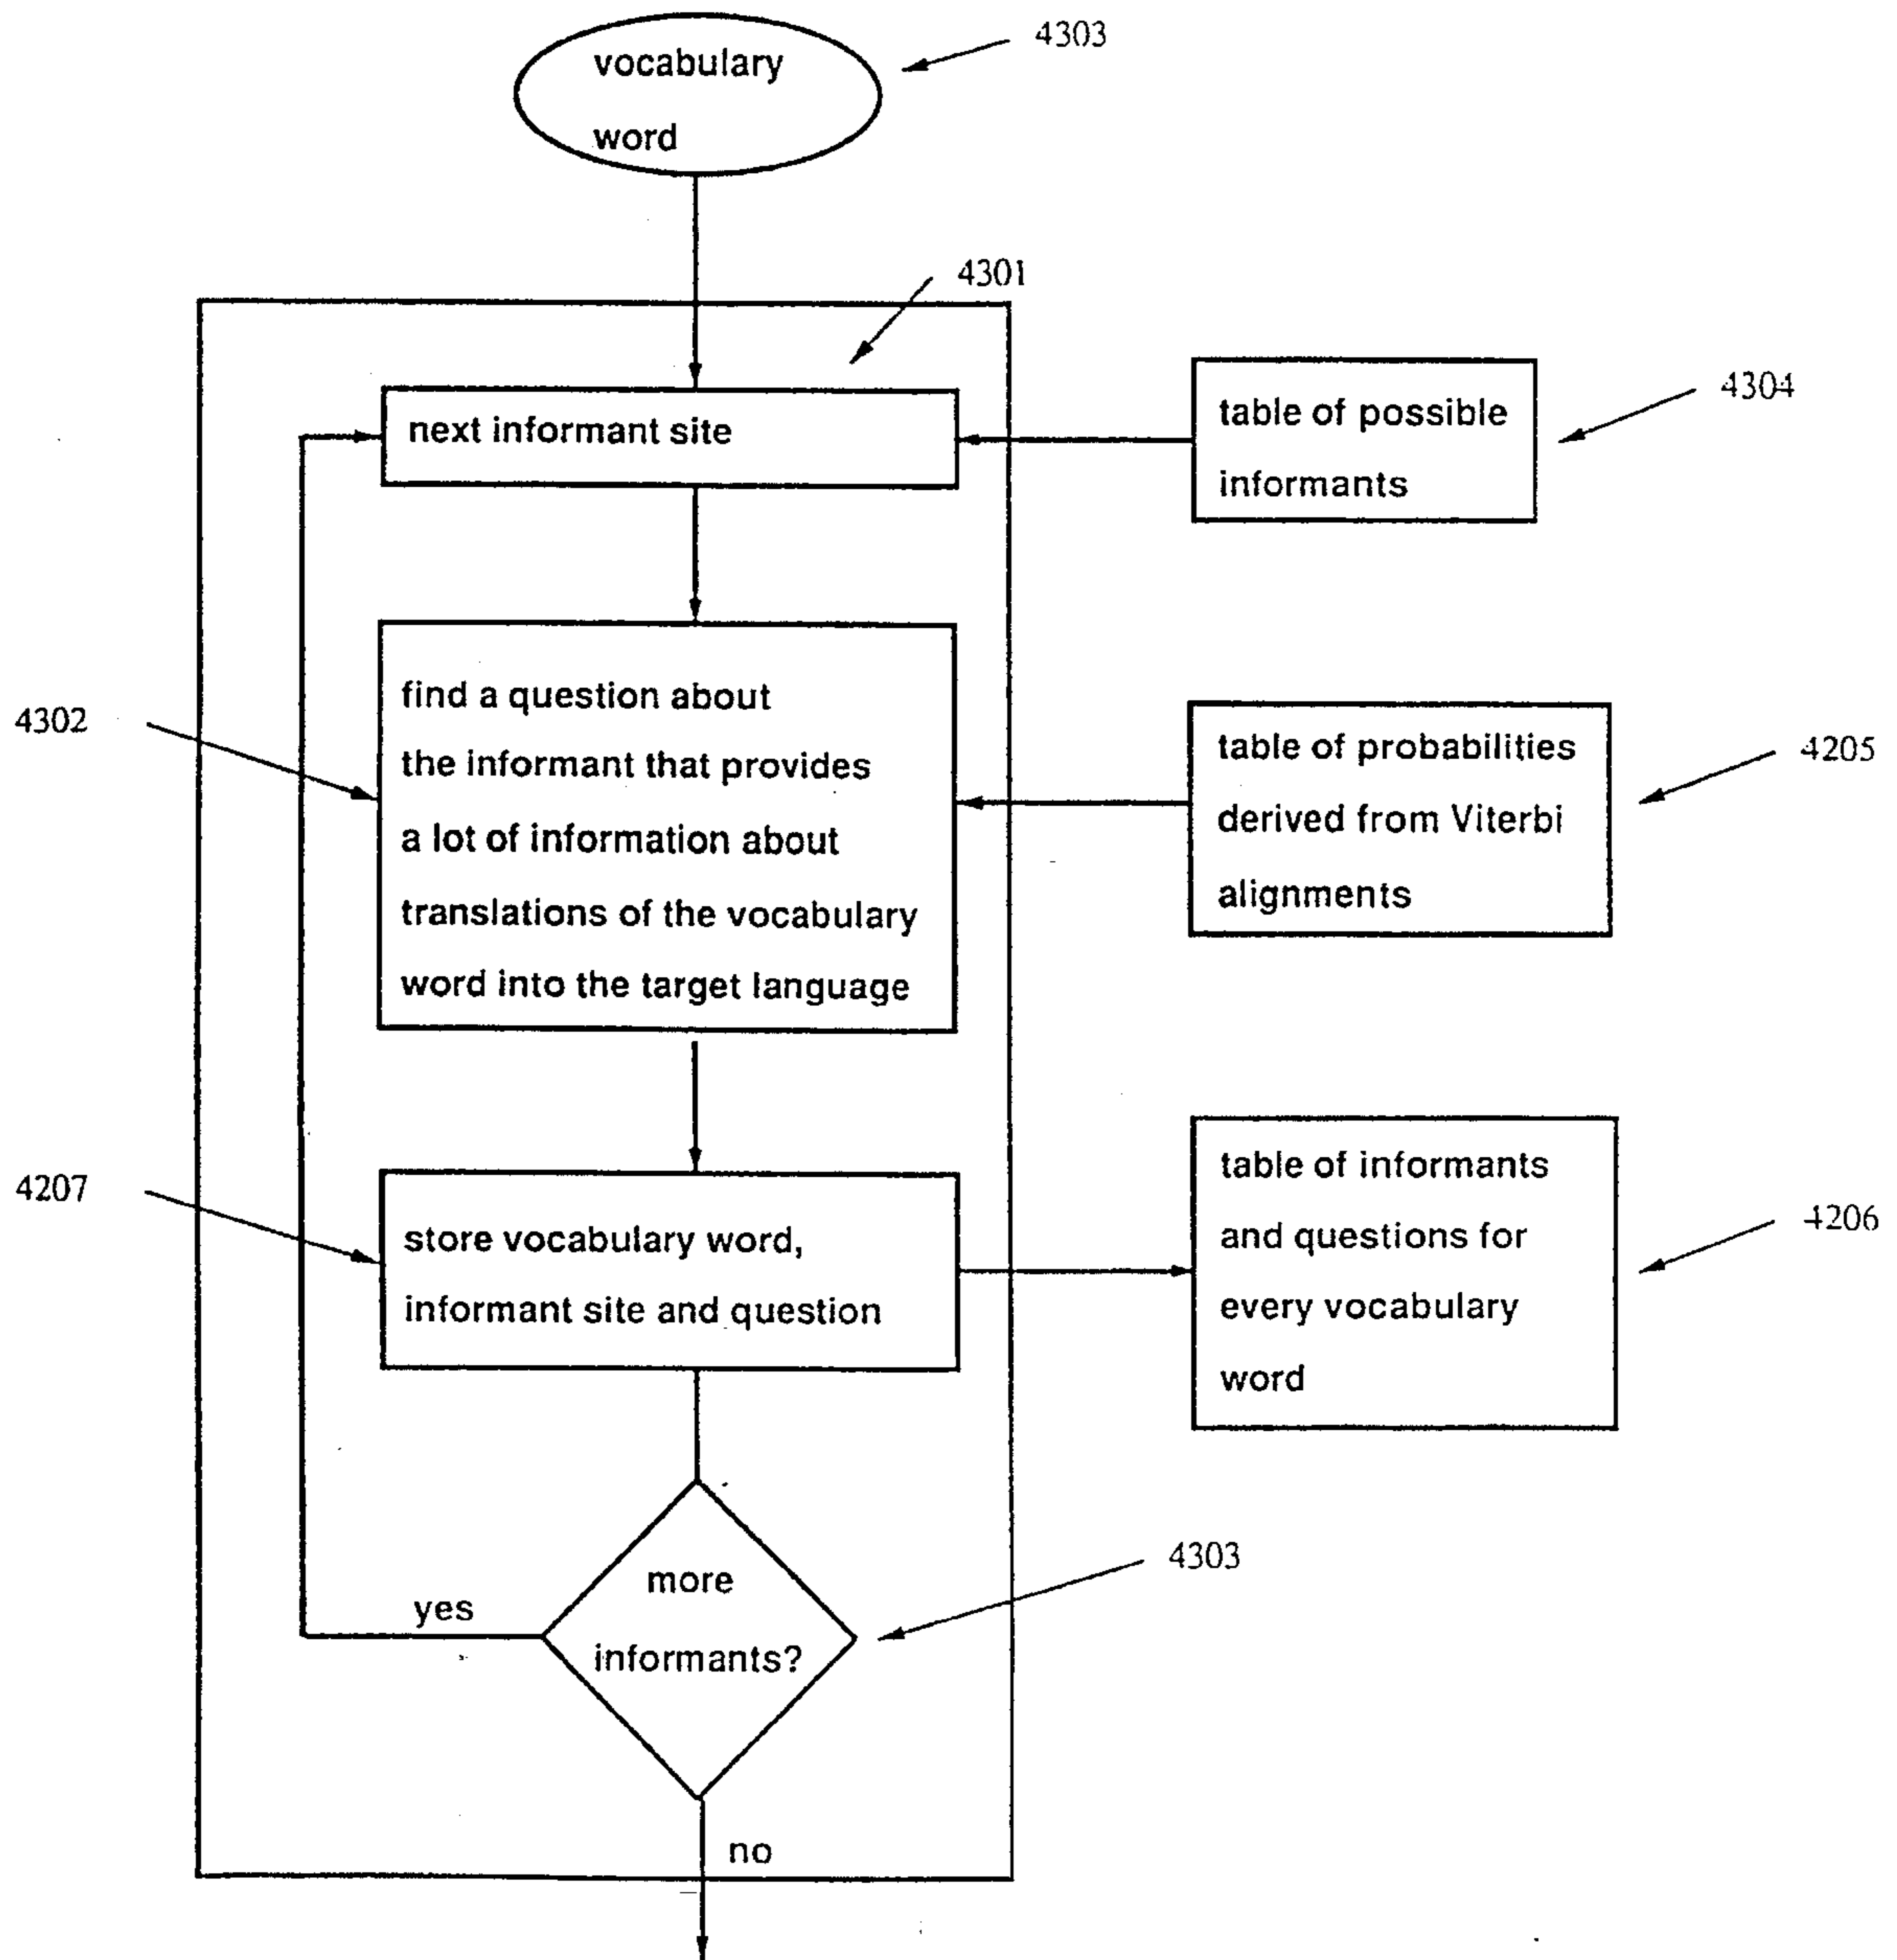 vocabulary
word
4303
4301
next informant site
table of possible
informants
4304
find a question about
the informant that provides
a lot of information about
translations of the vocabulary
word into the target language
4302
table of probabilities
derived from Viterbi
alignments
4205
4207
store vocabulary word,
informant site and question
table of informants
and questions for
every vocabulary
word
4206
more
informants?
4303
yes
no